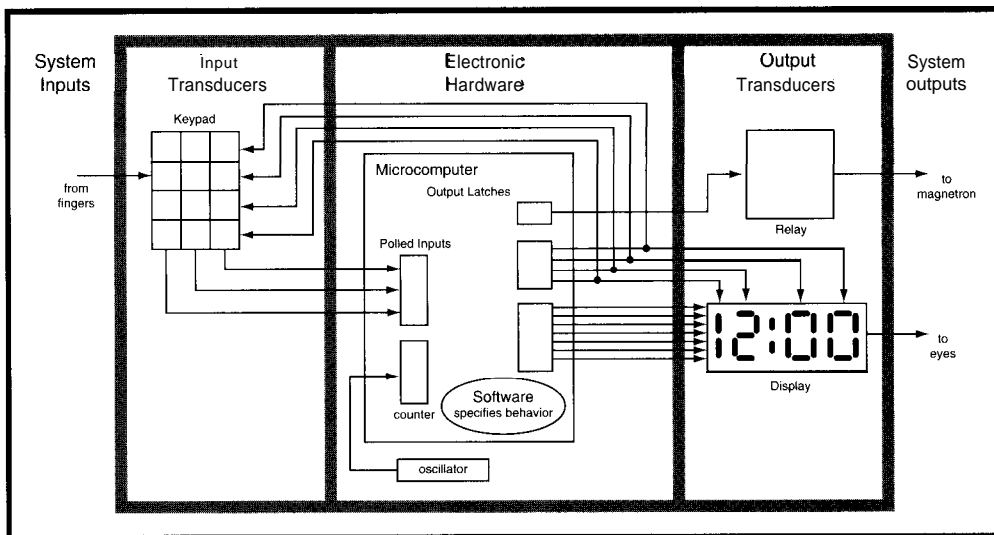 System
Inputs
Input
Transducers
Electronic
Hardware
Output
Transducers
System
outputs
Keypad
from
fingers
Microcomputer
Output Latches
Polled Inputs
counter
Software
specifies behavior
oscillator
Relay
to
magnetron
12:00
Display
to
eyes